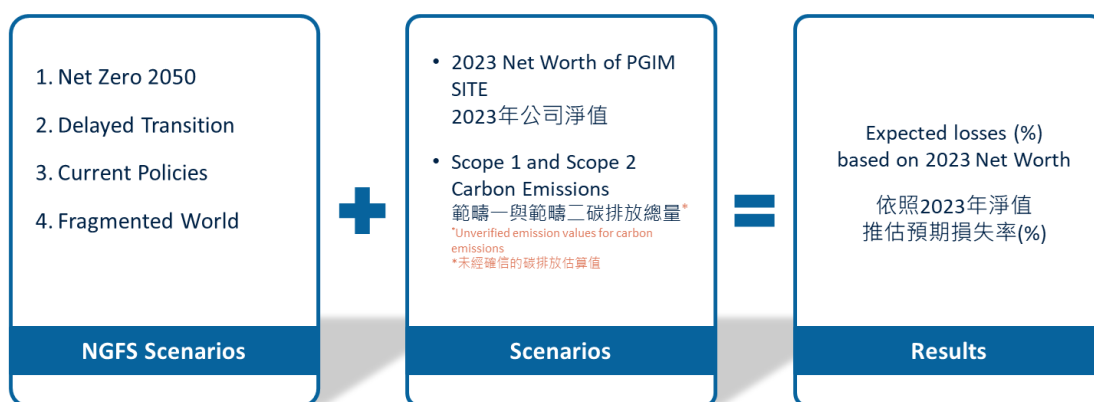 1. Net Zero 2050
2. Delayed Transition
3. Current Policies
4. Fragmented World
NGFS Scenarios
• 2023 Net Worth of PGIM
SITE
2023年公司淨值
• Scope 1 and Scope 2
Carbon Emissions
範疇一與範疇二碳排放總量*
*Unverified emission values for carbon
emissions
*未經確信的碳排放估算值
Scenarios
Expected losses (%)
based on 2023 Net Worth
依照2023年淨值
推估預期損失率(%)
Results